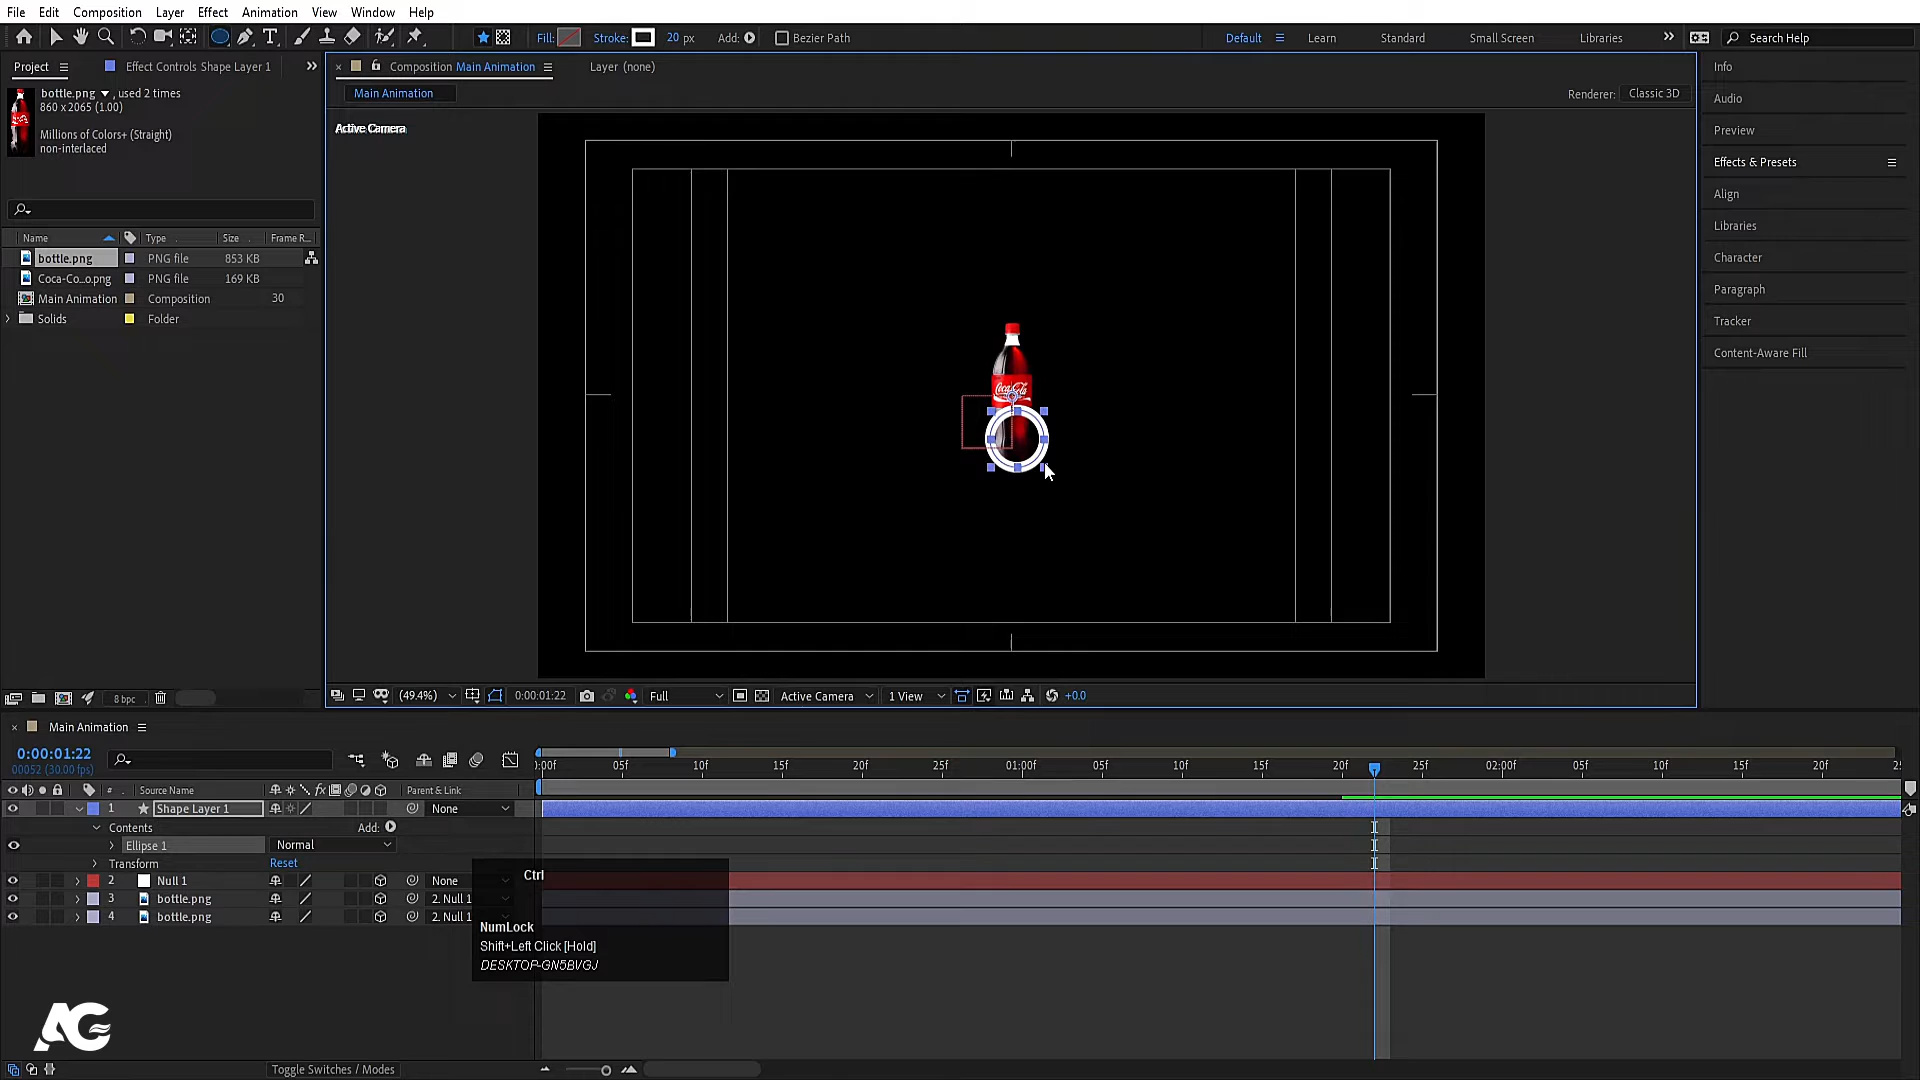 File Edit Composition Layer Effect Animation View Window Help
Fill: Stroke: 20 px Add: Bezier Path Default Learn Standard Small Screen Libraries Search Help
Project Effect Controls Shape Layer 1 Composition Main Animation Layer (none) Info
bottle.png , used 2 times
860 x 2065 (1.00)
Millions of Colors+ (Straight)
non-interlaced
Main Animation Renderer: Classic 3D
Active Camera
Audio
Preview
Effects & Presets
Align
Libraries
Character
Paragraph
Tracker
Content-Aware Fill
Name Type Size Frame R...
bottle.png PNG file 853 KB
Coca-Co...o.png PNG file 169 KB
Main Animation Composition 30
Solids Folder
Coca-Cola
8 bpc (49.4%) 0:00:01:22 Full Active Camera 1 View +0.0
Main Animation
0:00:01:22
00052 (30.00 fps)
:00f 05f 10f 15f 20f 25f 01:00f 05f 10f 15f 20f 25f 02:00f 05f 10f 15f 20f 2
# Source Name Parent & Link
1 Shape Layer 1 None
Contents Add:
Ellipse 1 Normal
Transform Reset
2 Null 1 None
3 bottle.png 2. Null 1
4 bottle.png 2. Null 1
Ctrl
NumLock
Shift+Left Click [Hold]
DESKTOP-GN5BVGJ
AG
Toggle Switches / Modes